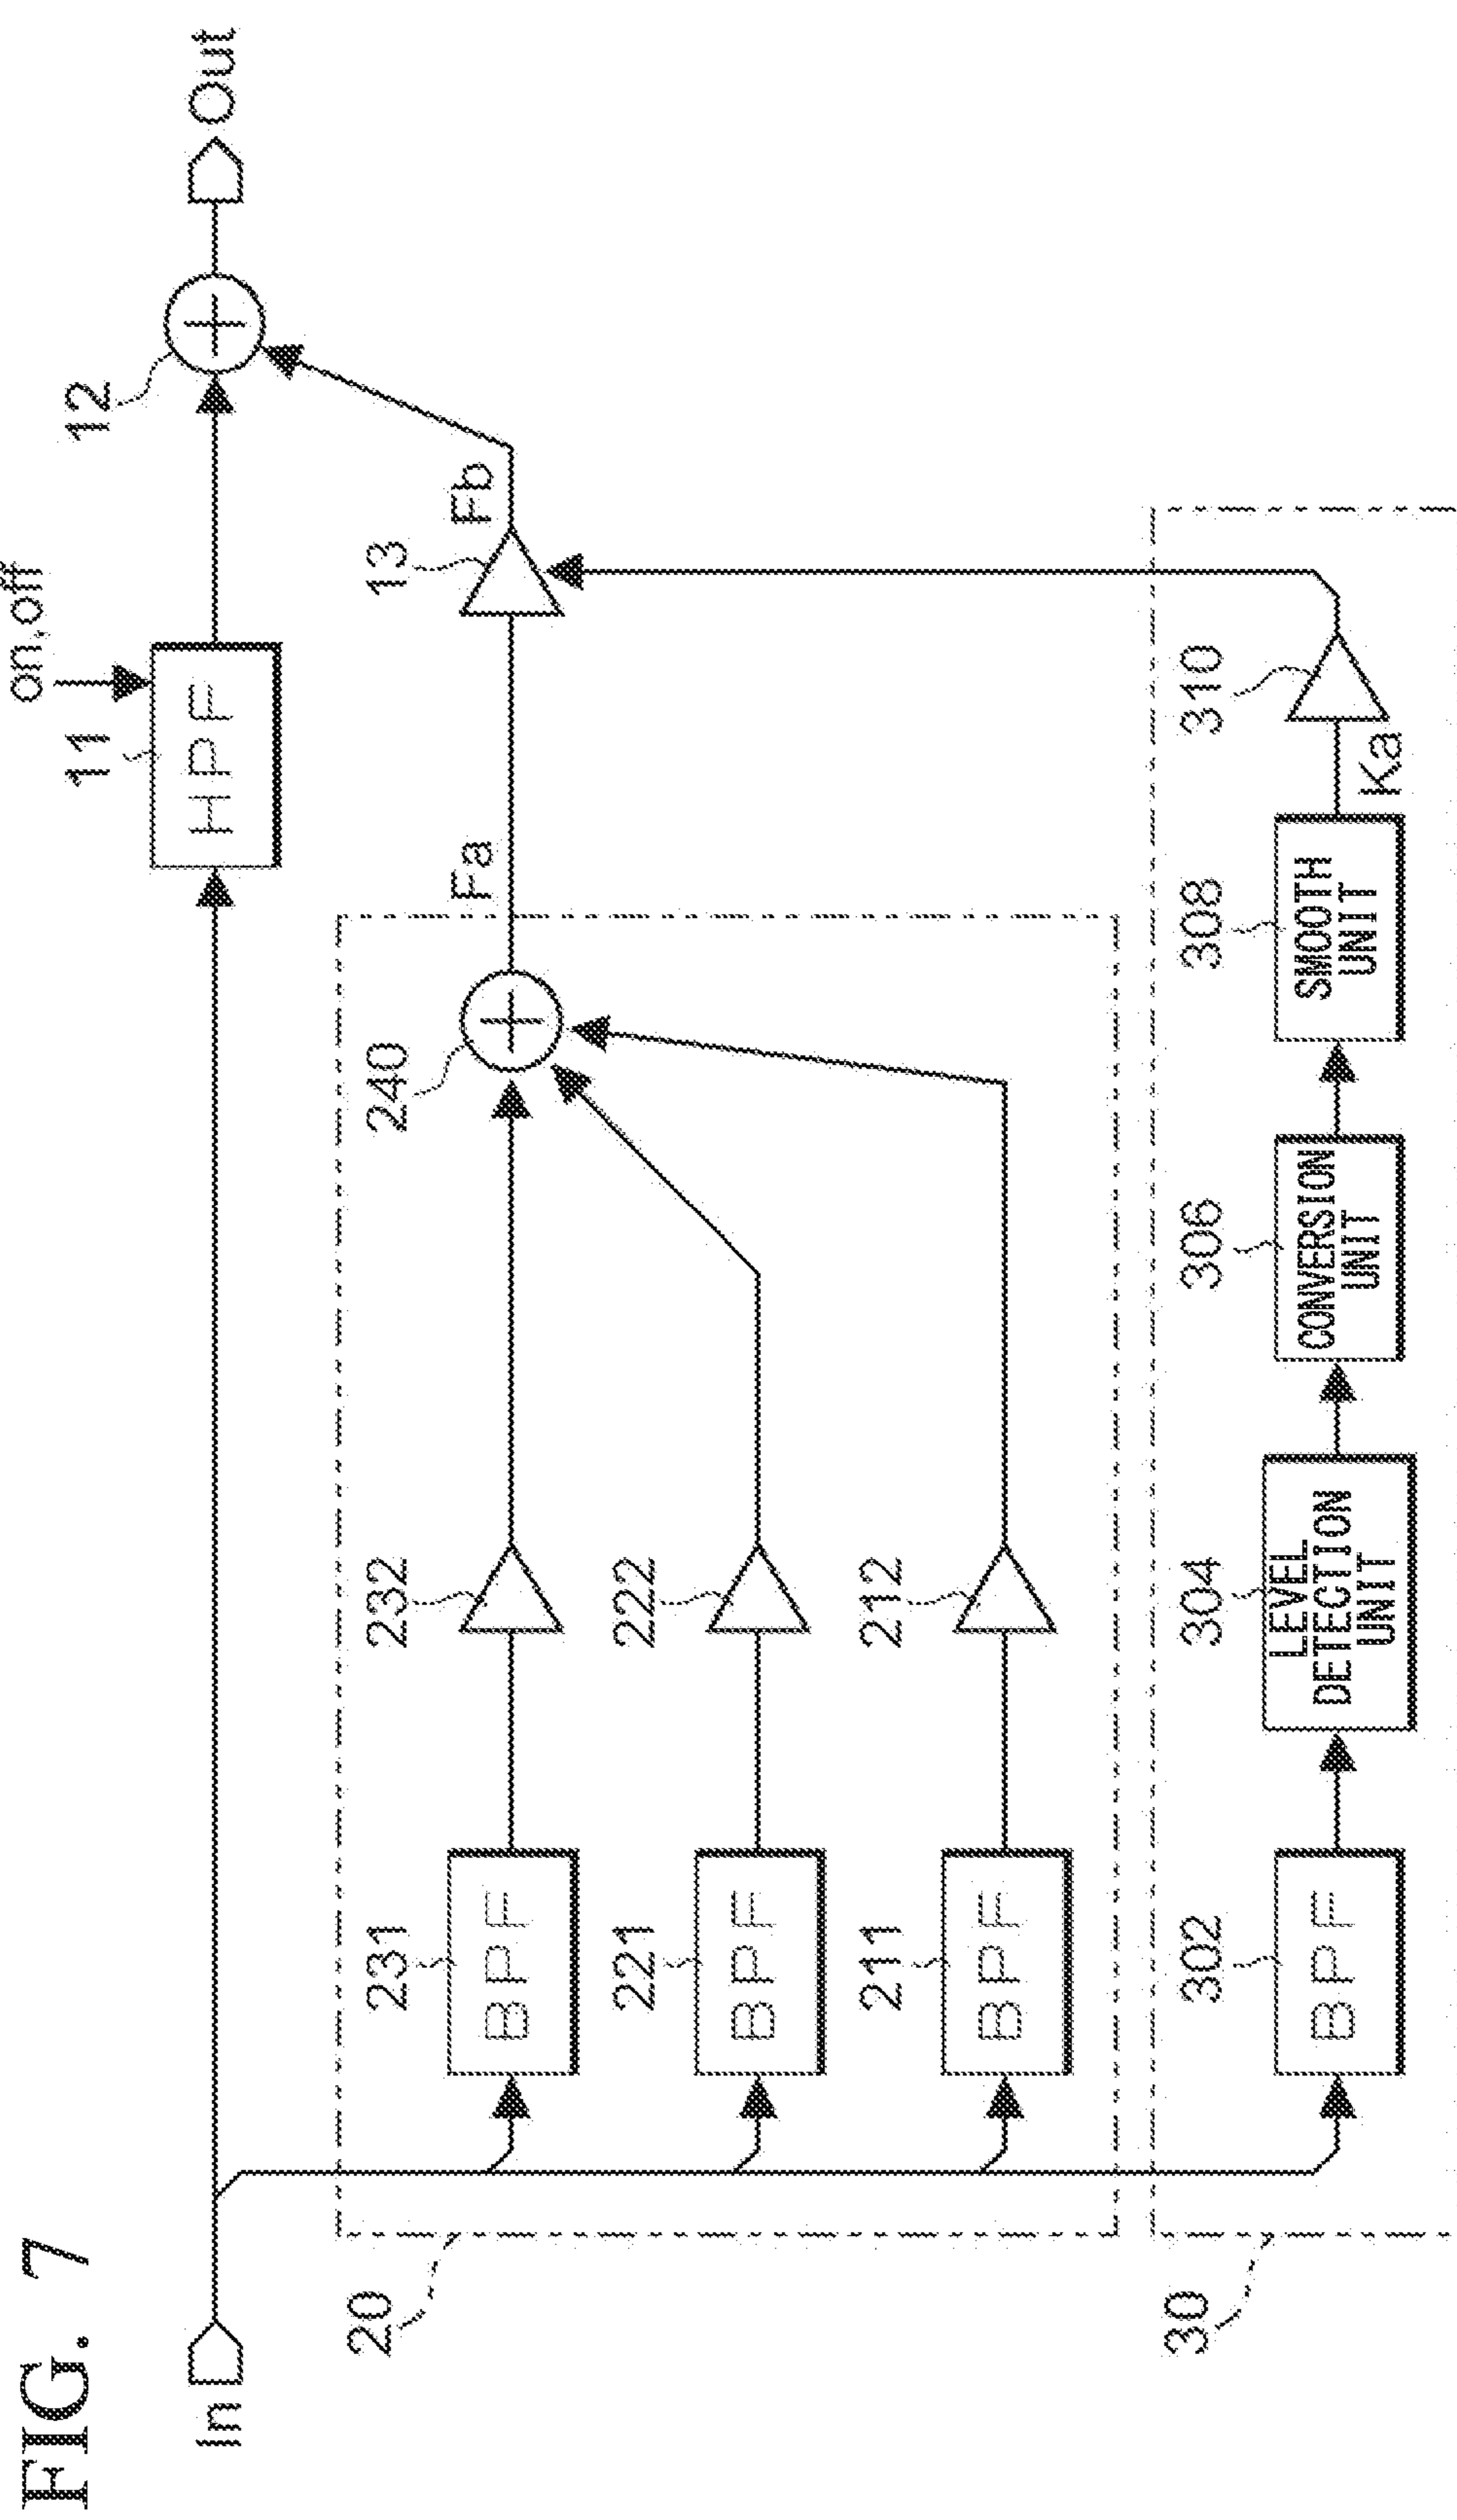 FIG. 7
on,off
11
HPF
12
In
Out
20
231
BPF
232
240
Fa
13
Fb
221
BPF
222
211
BPF
212
30
302
BPF
304
LEVEL
DETECTION
UNIT
306
CONVERSION
UNIT
308
SMOOTH
UNIT
Ka
310